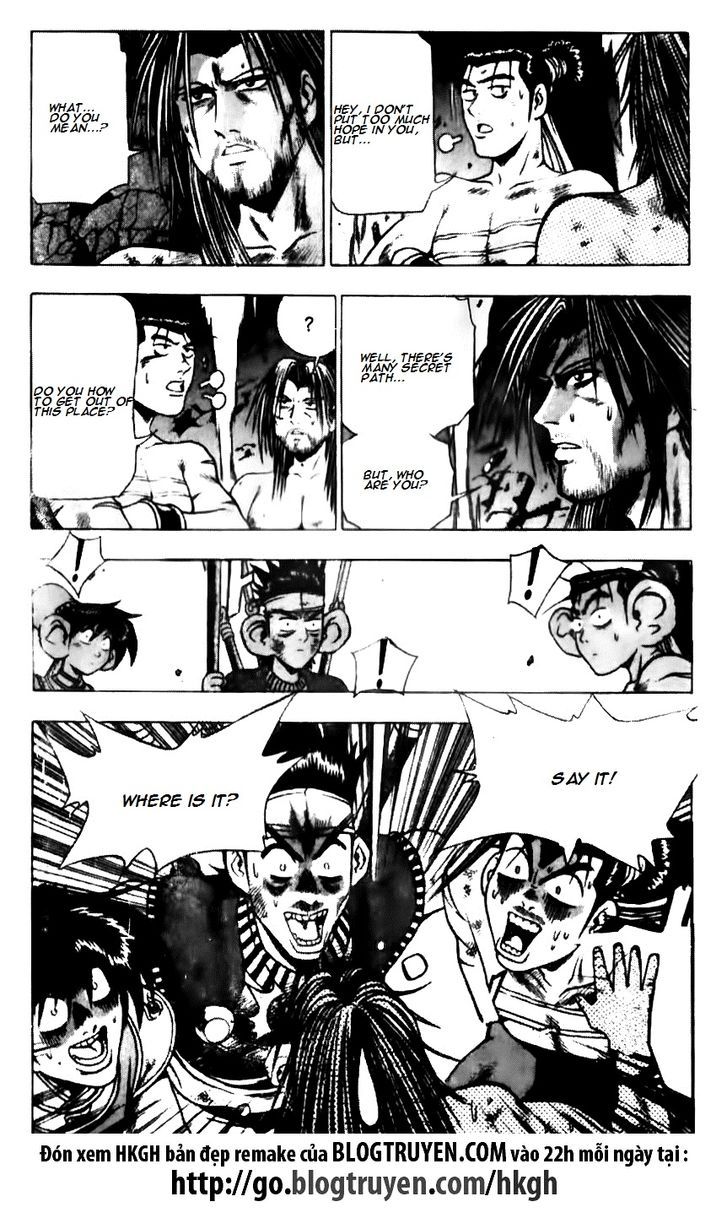 WHAT...
DO YOU
MEAN...?
HEY, I DON'T
PUT TOO MUCH
HOPE IN YOU,
BUT...
DO YOU HOW
TO GET OUT OF
THIS PLACE?
?
WELL, THERE'S
MANY SECRET
PATH...
BUT, WHO
ARE YOU?
!
!
!
WHERE IS IT?
SAY IT!
Đón xem HKGH bản đẹp remake của BLOGTRUYEN.COM vào 22h mỗi ngày tại :
http://go.blogtruyen.com/hkgh